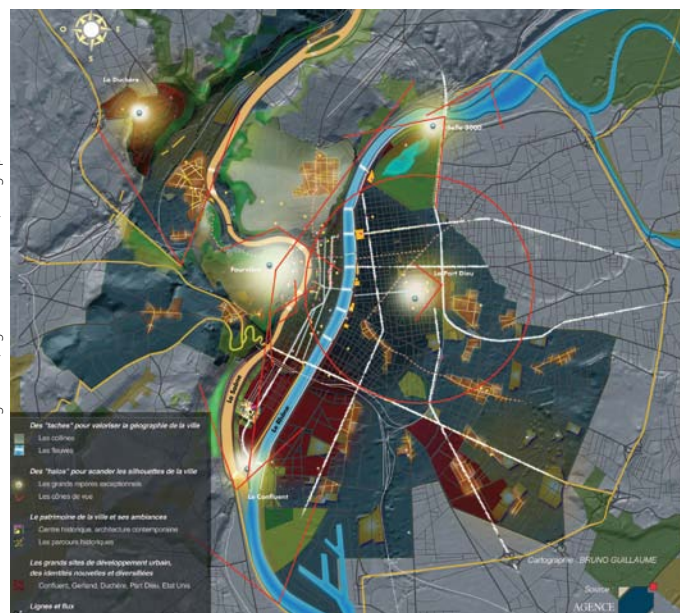 O
E
S
La Duchère
Salle 3000
Fourvière
La Part Dieu
La Saône
Le Rhône
Le Confluent
Des "taches" pour valoriser la géographie de la ville
Les collines
Les fleuves
Des "halos" pour scander les silhouettes de la ville
Les grands repères exceptionnels
Les cônes de vue
Le patrimoine de la ville et ses ambiances
Centre historique, architecture contemporaine
Les parcours historiques
Les grands sites de développement urbain,
des identités nouvelles et diversifiées
Confluent, Gerland, Duchère, Part Dieu, Etat Unis
Lignes et flux
Cartographie : BRUNO GUILLAUME
Source
AGENCE